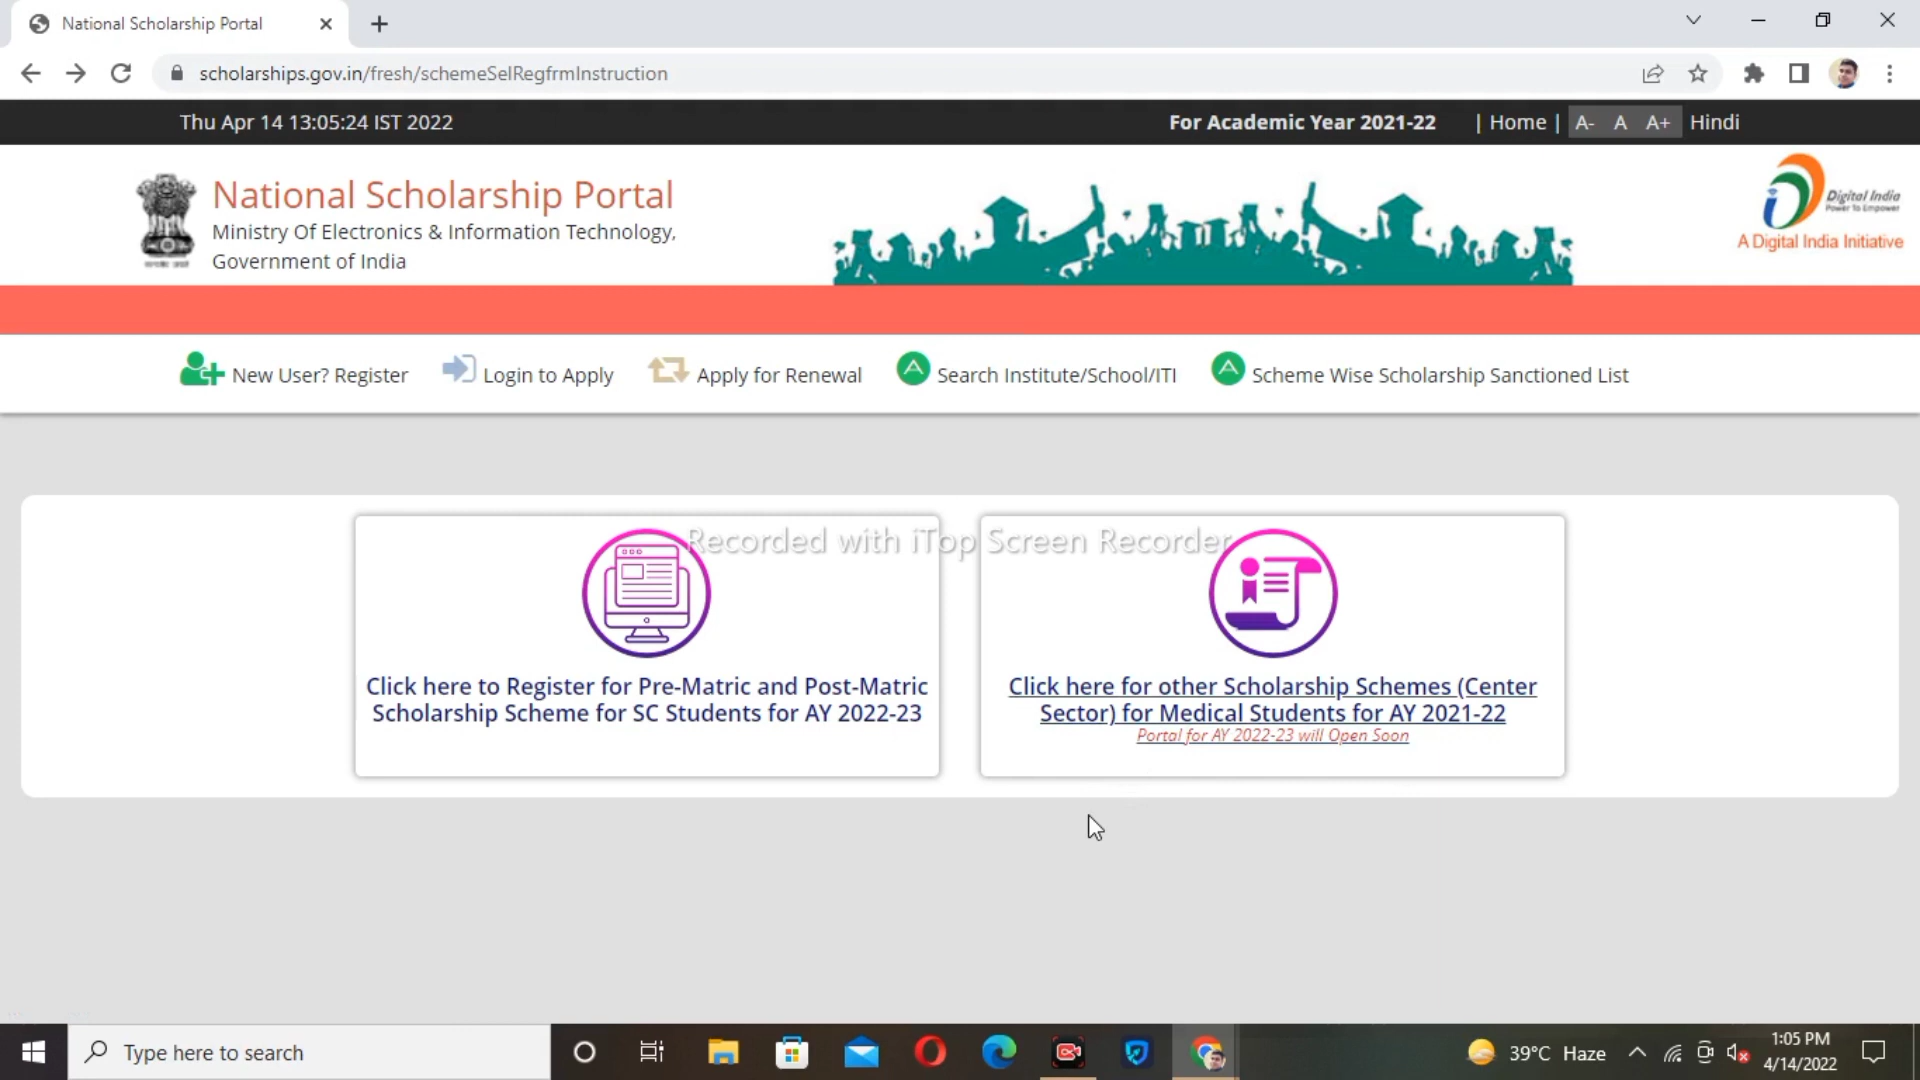 National Scholarship Portal
scholarships.gov.in/fresh/schemeSelRegfrmInstruction
Thu Apr 14 13:05:24 IST 2022
For Academic Year 2021-22 | Home | A- A A+ Hindi
National Scholarship Portal
Ministry Of Electronics & Information Technology,
Government of India
Digital India
Power To Empower
A Digital India Initiative
New User? Register
Login to Apply
Apply for Renewal
Search Institute/School/ITI
Scheme Wise Scholarship Sanctioned List
Recorded with iTop Screen Recorder
Click here to Register for Pre-Matric and Post-Matric
Scholarship Scheme for SC Students for AY 2022-23
Click here for other Scholarship Schemes (Center
Sector) for Medical Students for AY 2021-22
Portal for AY 2022-23 will Open Soon
Type here to search
39°C Haze
1:05 PM
4/14/2022